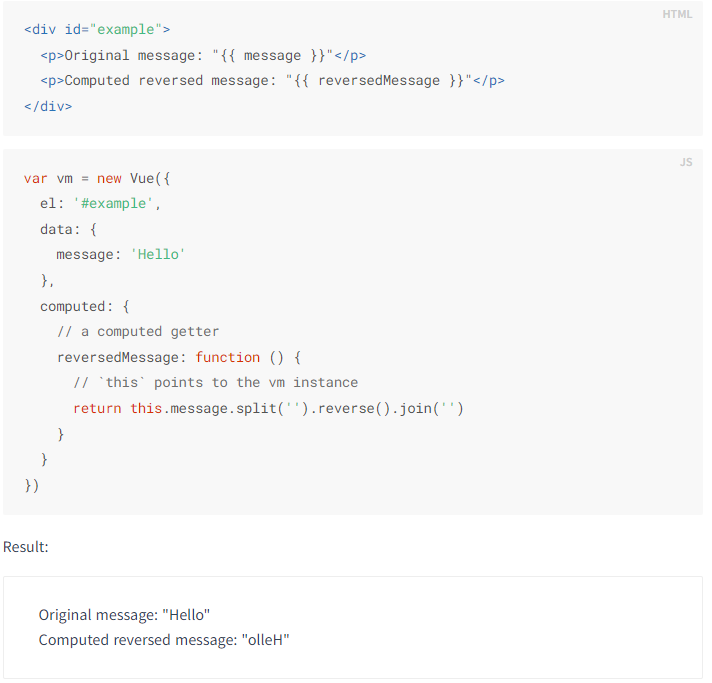 HTML
<div id="example">
  <p>Original message: "{{ message }}"</p>
  <p>Computed reversed message: "{{ reversedMessage }}"</p>
</div>
JS
var vm = new Vue({
  el: '#example',
  data: {
    message: 'Hello'
  },
  computed: {
    // a computed getter
    reversedMessage: function () {
      // `this` points to the vm instance
      return this.message.split('').reverse().join('')
    }
  }
})
Result:
Original message: "Hello"
Computed reversed message: "olleH"